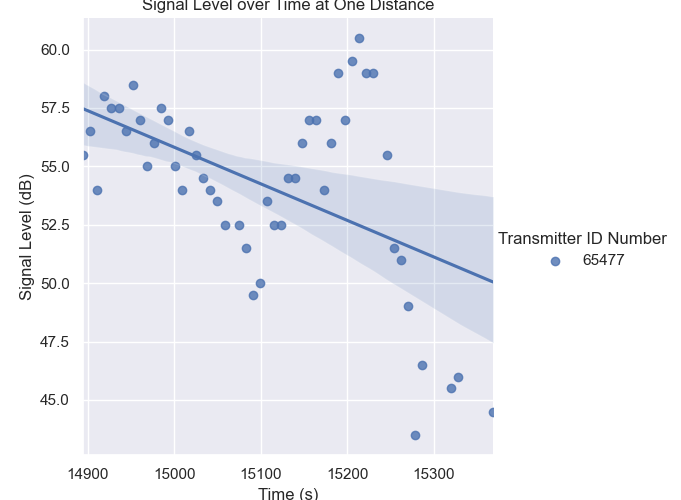 Signal Level over Time at One Distance
60.0
57.5
55.0
52.5
50.0
47.5
45.0
Signal Level (dB)
14900 15000 15100 15200 15300
Time (s)
Transmitter ID Number
65477